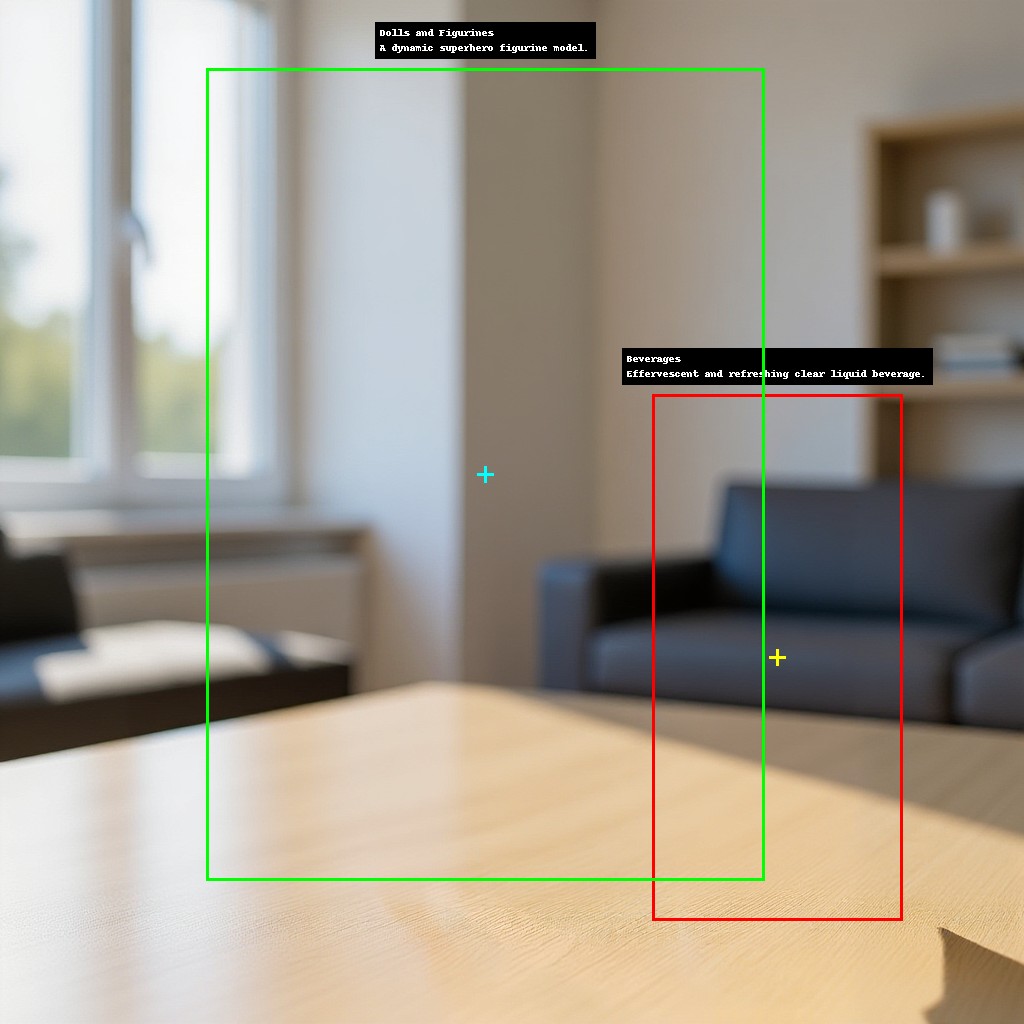 Dolls and Figurines
A dynamic superhero figurine model.
Beverages
Effervescent and refreshing clear liquid beverage.